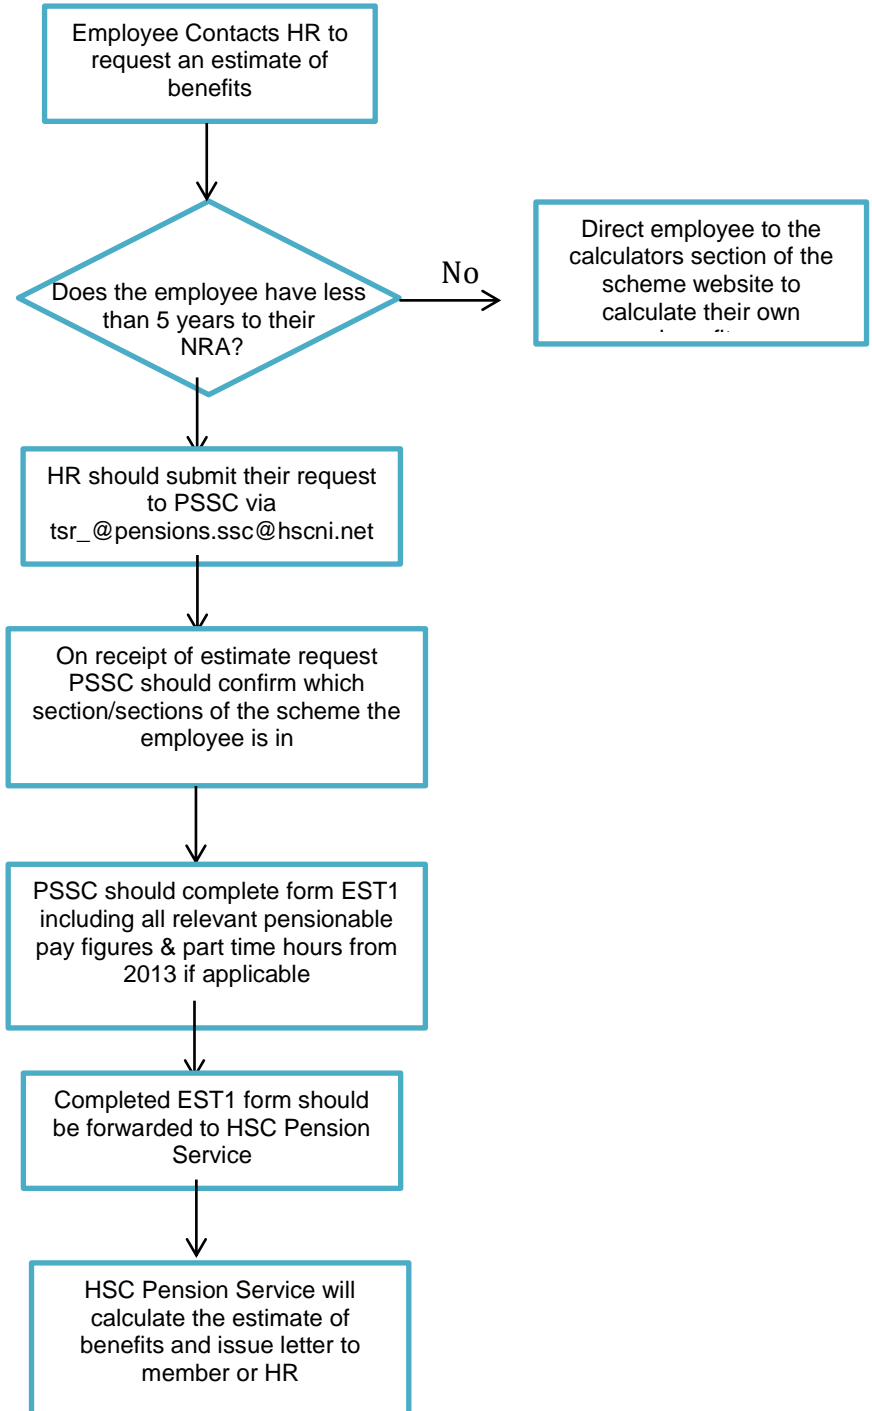 Employee Contacts HR to
request an estimate of
benefits
Does the employee have less
than 5 years to their
NRA?
No
Direct employee to the
calculators section of the
scheme website to
calculate their own
HR should submit their request
to PSSC via
tsr_@pensions.ssc@hscni.net
On receipt of estimate request
PSSC should confirm which
section/sections of the scheme the
employee is in
PSSC should complete form EST1
including all relevant pensionable
pay figures & part time hours from
2013 if applicable
Completed EST1 form should
be forwarded to HSC Pension
Service
HSC Pension Service will
calculate the estimate of
benefits and issue letter to
member or HR